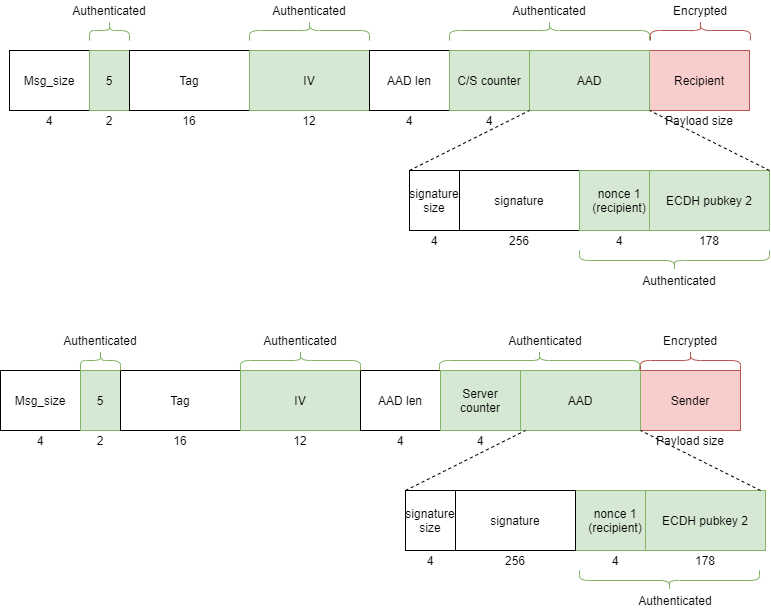 Authenticated Authenticated Authenticated Encrypted
Msg_size 5 Tag IV AAD len C/S counter AAD Recipient
4 2 16 12 4 4 Payload size
signature
size
signature
nonce 1
(recipient)
ECDH pubkey 2
4 256 4 178
Authenticated
Authenticated Authenticated Authenticated Encrypted
Msg_size 5 Tag IV AAD len
Server
counter
AAD Sender
4 2 16 12 4 4 Payload size
signature
size
signature
nonce 1
(recipient)
ECDH pubkey 2
4 256 4 178
Authenticated